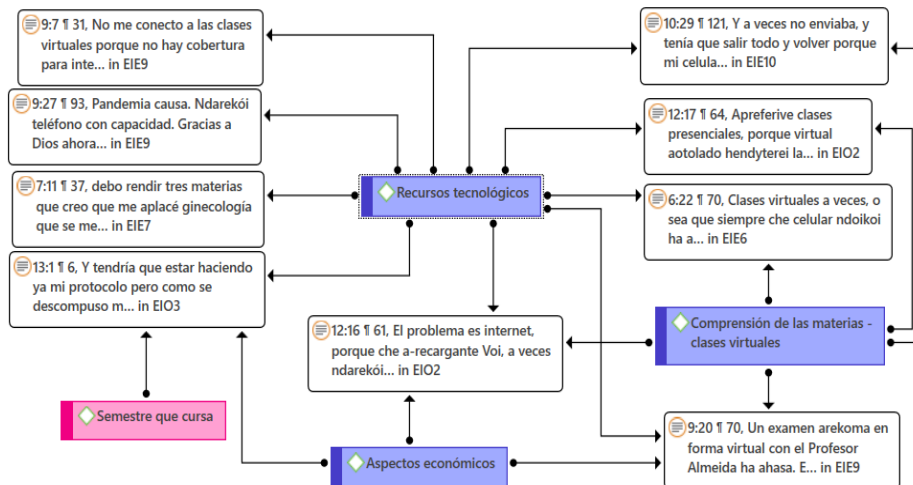 9:7 ¶ 31, No me conecto a las clases
virtuales porque no hay cobertura
para inte... in EIE9
10:29 ¶ 121, Y a veces no enviaba, y
tenía que salir todo y volver porque
mi celula... in EIE10
9:27 ¶ 93, Pandemia causa. Ndarekói
teléfono con capacidad. Gracias a
Dios ahora... in EIE9
12:17 ¶ 64, Apreferive clases
presenciales, porque virtual
aotolado hendyterei la... in EIO2
7:11 ¶ 37, debo rendir tres materias
que creo que me aplacé ginecología
que se me... in EIE7
Recursos tecnológicos
6:22 ¶ 70, Clases virtuales a veces, o
sea que siempre che celular ndoikoi
ha a... in EIE6
13:1 ¶ 6, Y tendría que estar haciendo
ya mi protocolo pero como se
descompuso m... in EIO3
12:16 ¶ 61, El problema es internet,
porque che a-recargante Voi, a veces
ndarekói... in EIO2
Comprensión de las materias -
clases virtuales
Semestre que cursa
9:20 ¶ 70, Un examen arekoma en
forma virtual con el Profesor
Almeida ha ahasa. E... in EIE9
Aspectos económicos